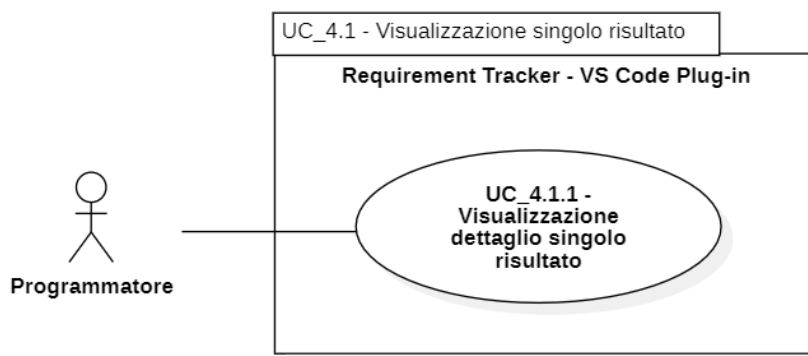 UC_4.1 - Visualizzazione singolo risultato
Requirement Tracker - VS Code Plug-in
UC_4.1.1 -
Visualizzazione
dettaglio singolo
risultato
Programmatore